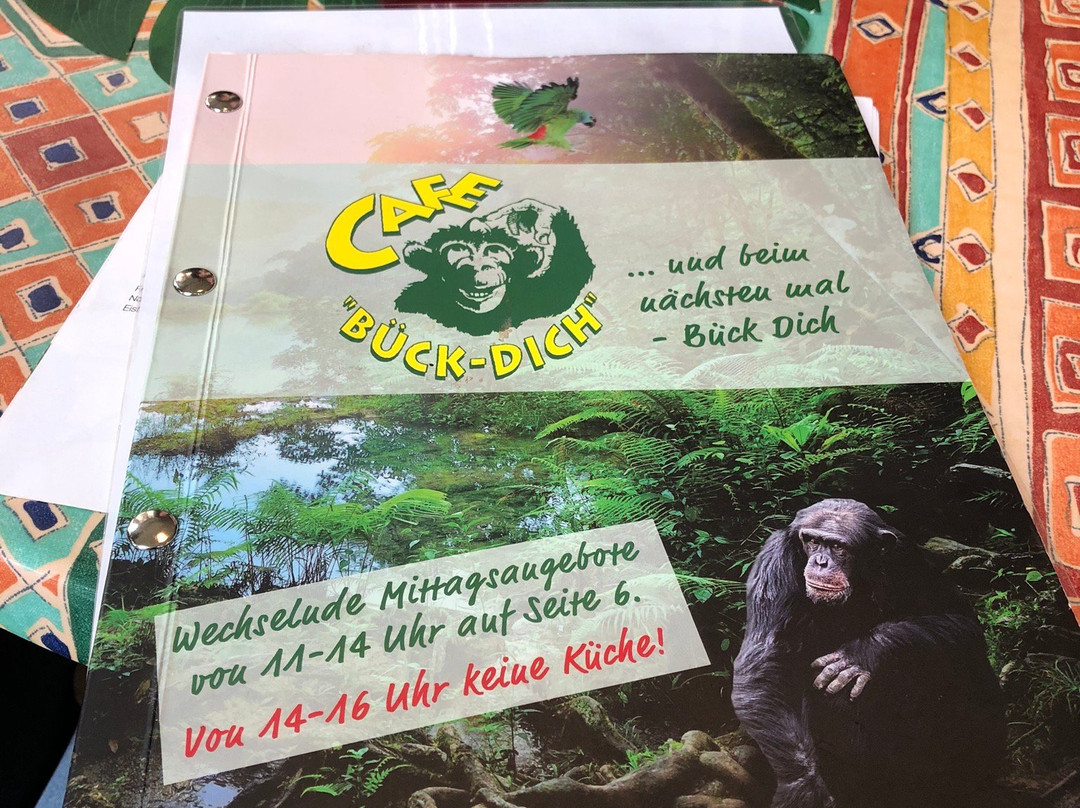 CAFE
"BÜCK-DICH"
... und beim
nächsten mal
- Bück Dich
Wechselnde Mittagsangebote
von 11-14 Uhr auf Seite 6.
Von 14-16 Uhr keine Küche!